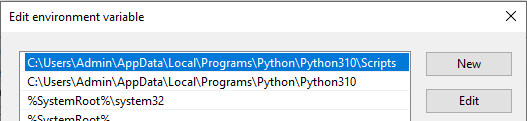 Edit environment variable
C:\Users\Admin\AppData\Local\Programs\Python\Python310\Scripts
New
C:\Users\Admin\AppData\Local\Programs\Python\Python310
%SystemRoot%\system32
Edit
%SystemRoot%